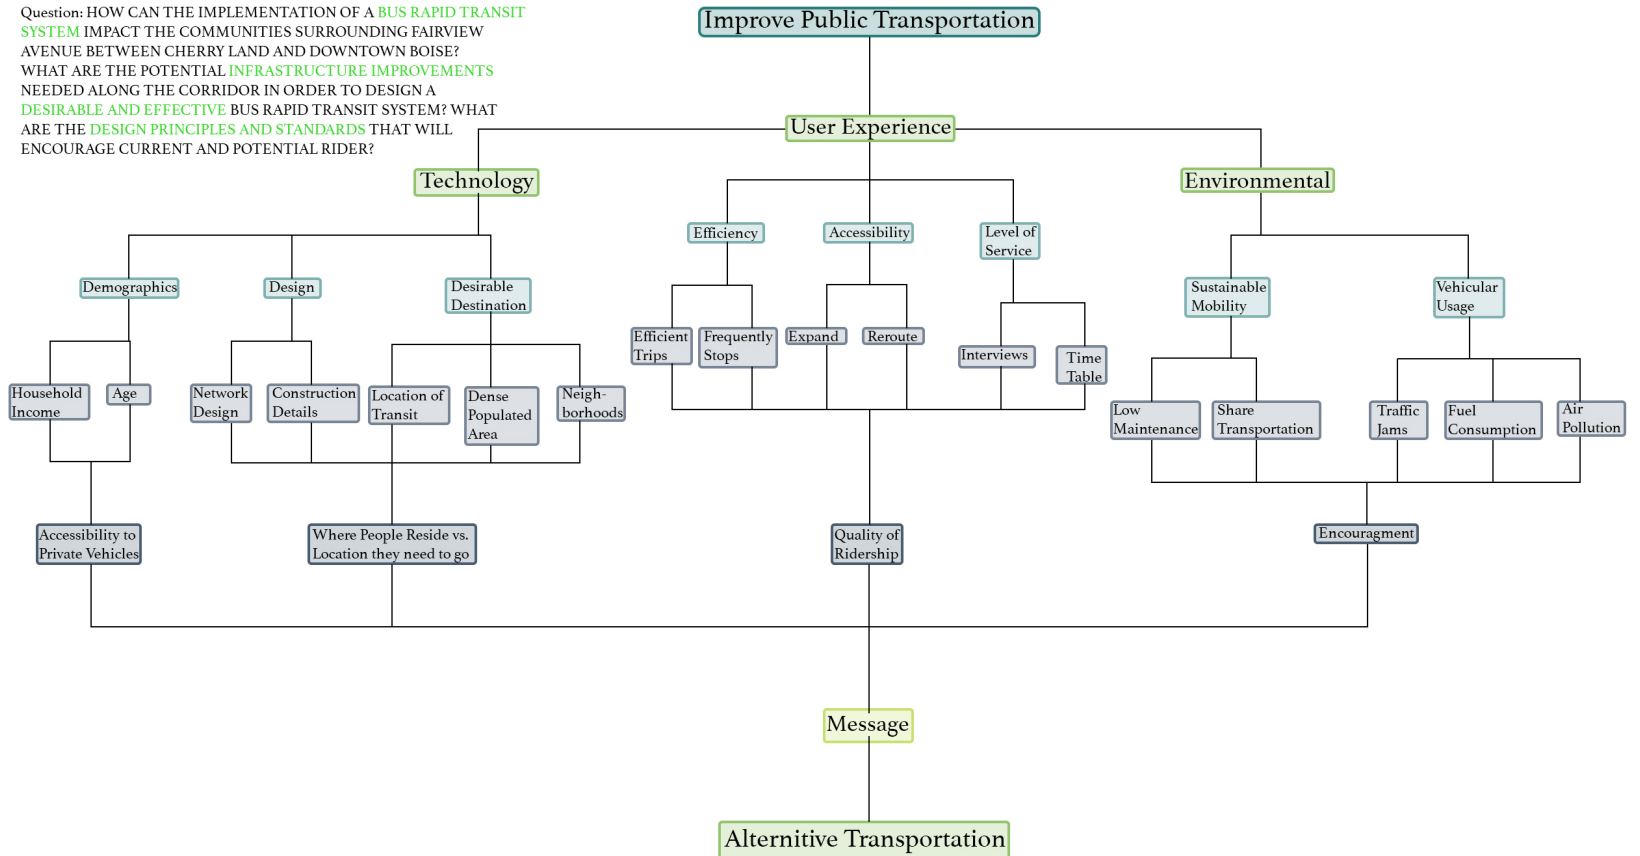 Question: HOW CAN THE IMPLEMENTATION OF A BUS RAPID TRANSIT
SYSTEM IMPACT THE COMMUNITIES SURROUNDING FAIRVIEW
AVENUE BETWEEN CHERRY LAND AND DOWNTOWN BOISE?
WHAT ARE THE POTENTIAL INFRASTRUCTURE IMPROVEMENTS
NEEDED ALONG THE CORRIDOR IN ORDER TO DESIGN A
DESIRABLE AND EFFECTIVE BUS RAPID TRANSIT SYSTEM? WHAT
ARE THE DESIGN PRINCIPLES AND STANDARDS THAT WILL
ENCOURAGE CURRENT AND POTENTIAL RIDER?
Improve Public Transportation
User Experience
Technology
Environmental
Efficiency
Accessibility
Level of
Service
Demographics
Design
Desirable
Destination
Sustainable
Mobility
Vehicular
Usage
Efficient
Trips
Frequently
Stops
Expand
Reroute
Interviews
Time
Table
Household
Income
Age
Network
Design
Construction
Details
Location of
Transit
Dense
Populated
Area
Neigh-
borhoods
Low
Maintenance
Share
Transportation
Traffic
Jams
Fuel
Consumption
Air
Pollution
Accessibility to
Private Vehicles
Where People Reside vs.
Location they need to go
Quality of
Ridership
Encouragment
Message
Alternitive Transportation